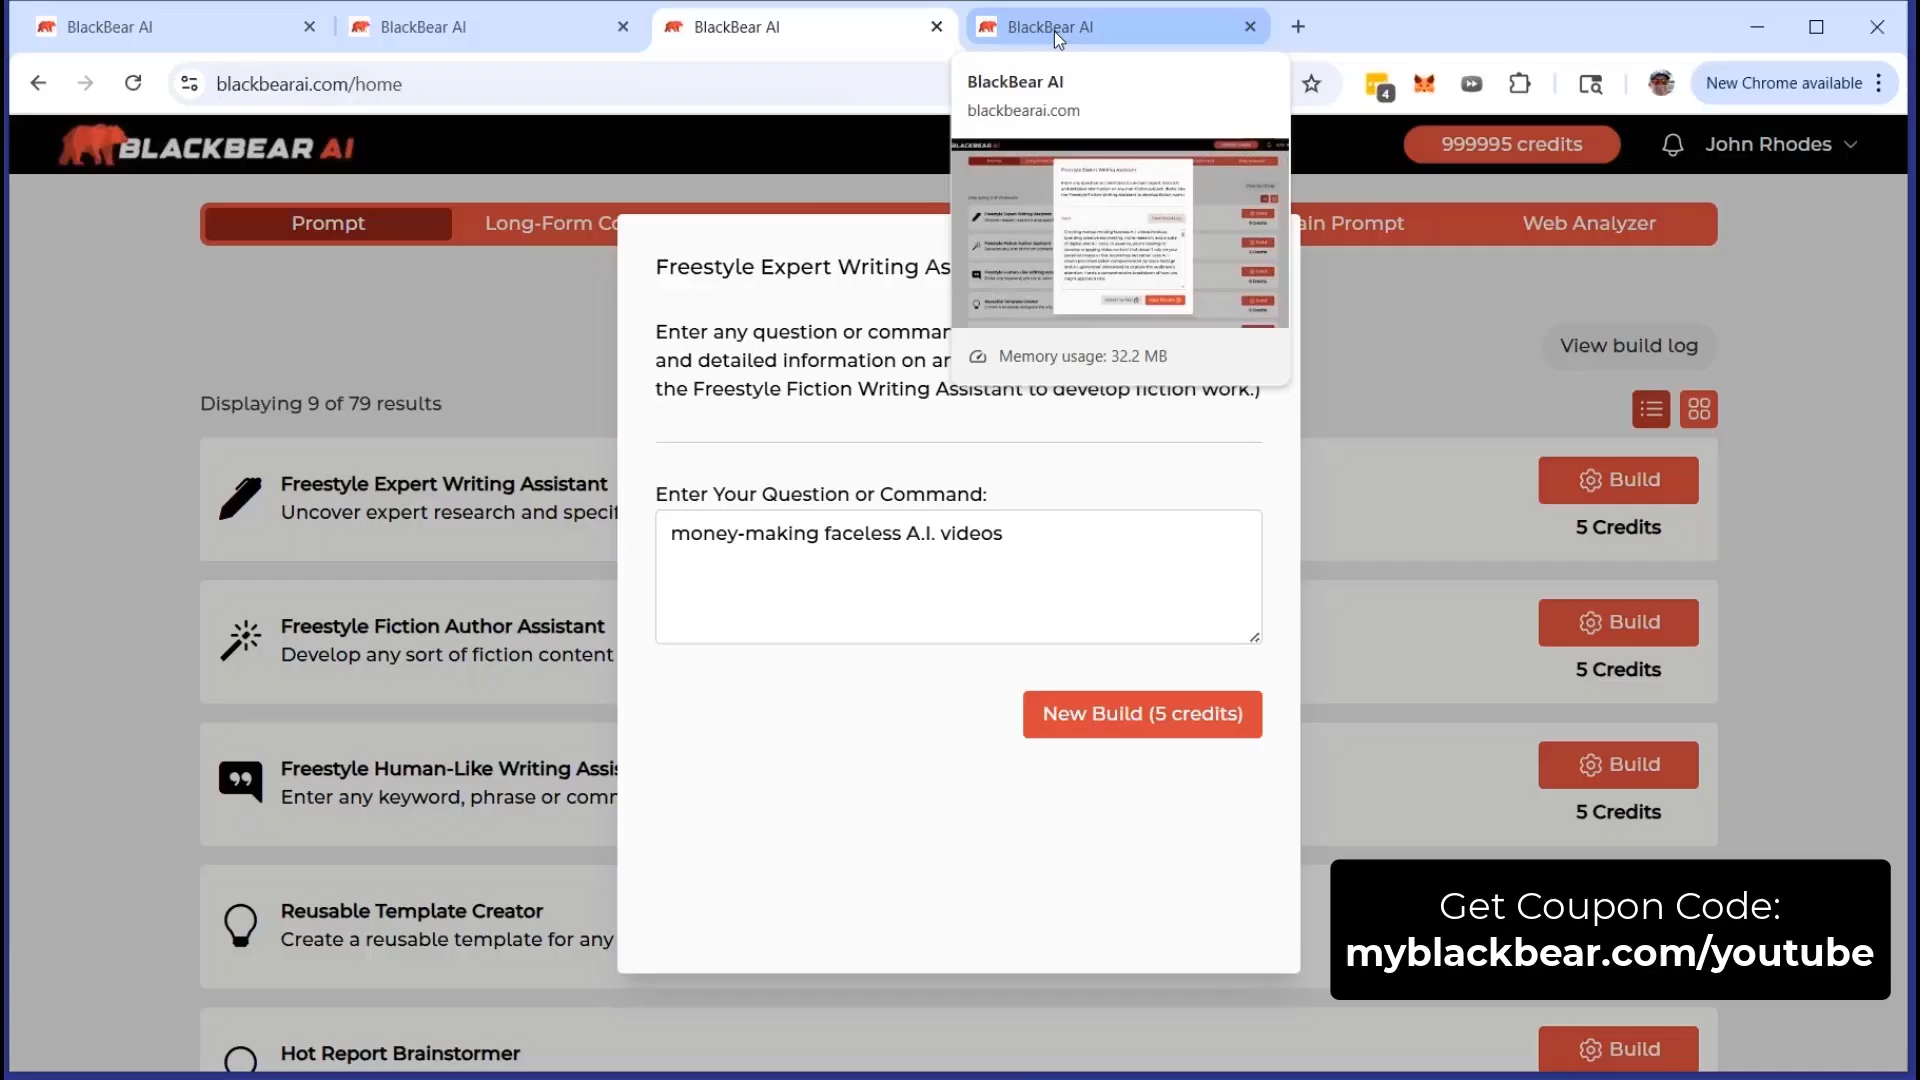 BlackBear AI
BlackBear AI
BlackBear AI
BlackBear AI
blackbearai.com/home
4
New Chrome available
BlackBear AI
blackbearai.com
Memory usage: 32.2 MB
BLACKBEAR AI
999995 credits
John Rhodes
Prompt
Long-Form Co
ain Prompt
Web Analyzer
View build log
Displaying 9 of 79 results
Freestyle Expert Writing As
Enter any question or comman
and detailed information on an
the Freestyle Fiction Writing Assistant to develop fiction work.)
Enter Your Question or Command:
money-making faceless A.I. videos
New Build (5 credits)
Freestyle Expert Writing Assistant
Uncover expert research and specif
Build
5 Credits
Freestyle Fiction Author Assistant
Develop any sort of fiction content
Build
5 Credits
Freestyle Human-Like Writing Assis
Enter any keyword, phrase or comm
Build
5 Credits
Reusable Template Creator
Create a reusable template for any
Hot Report Brainstormer
Build
Get Coupon Code:
myblackbear.com/youtube